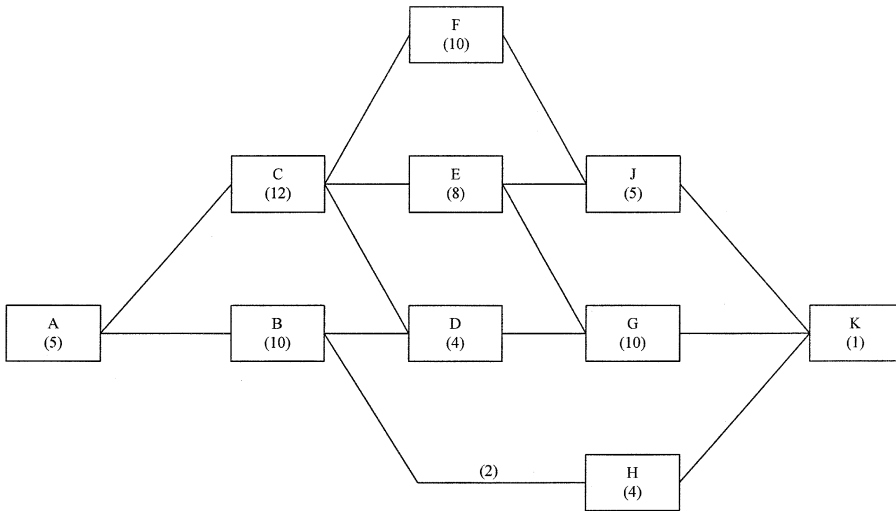 F
(10)
C
(12)
E
(8)
J
(5)
A
(5)
B
(10)
D
(4)
G
(10)
K
(1)
(2)
H
(4)